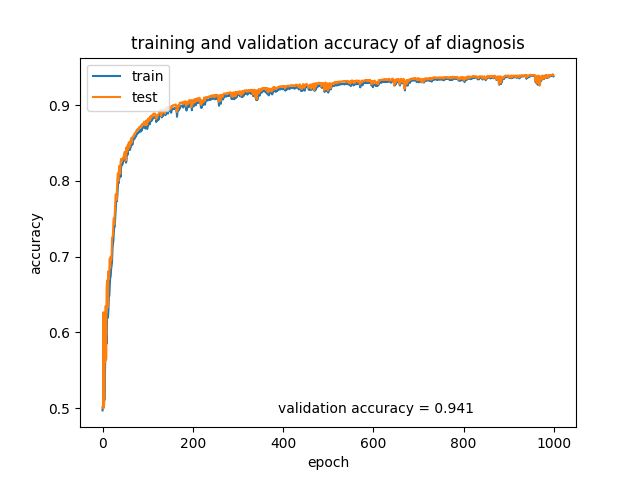 training and validation accuracy of af diagnosis
train
test
0.9
0.8
0.7
0.6
0.5
accuracy
validation accuracy = 0.941
0 200 400 600 800 1000
epoch